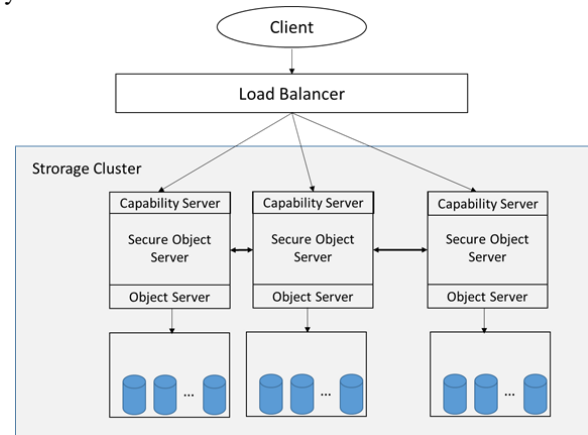 Client
Load Balancer
Strorage Cluster
Capability Server
Capability Server
Capability Server
Secure Object
Server
Secure Object
Server
Secure Object
Server
Object Server
Object Server
Object Server
...
...
...